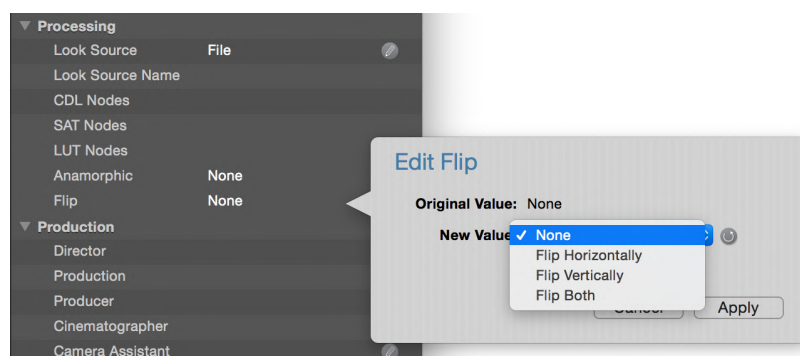 Processing
Look Source File
Look Source Name
CDL Nodes
SAT Nodes
LUT Nodes
Anamorphic None
Flip None
Production
Director
Production
Producer
Cinematographer
Camera Assistant
Edit Flip
Original Value: None
New Value ✓ None
Flip Horizontally
Flip Vertically
Flip Both
Cancel Apply